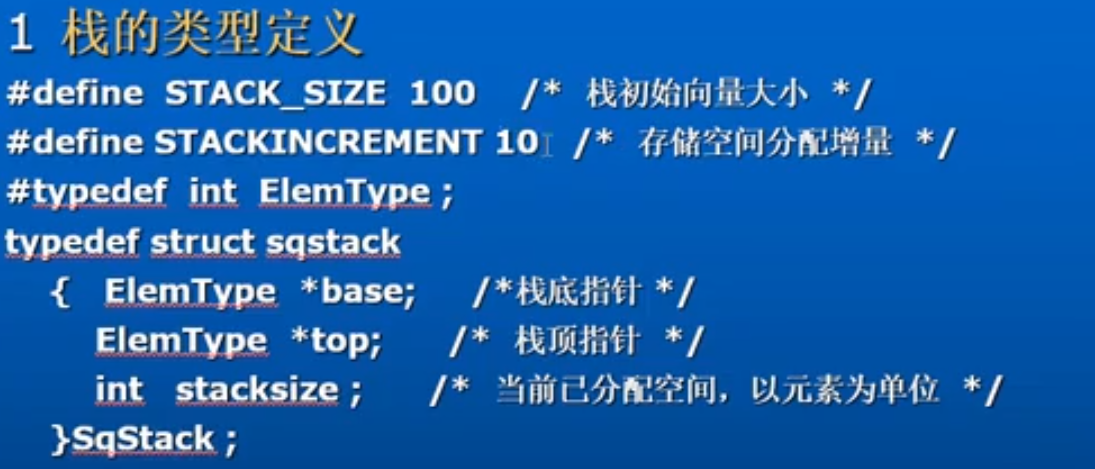 1 栈的类型定义
#define STACK_SIZE 100 /* 栈初始向量大小 */
#define STACKINCREMENT 10 /* 存储空间分配增量 */
#typedef int ElemType ;
typedef struct sqstack
{ ElemType *base; /*栈底指针 */
ElemType *top; /* 栈顶指针 */
int stacksize ; /* 当前已分配空间，以元素为单位 */
}SqStack ;